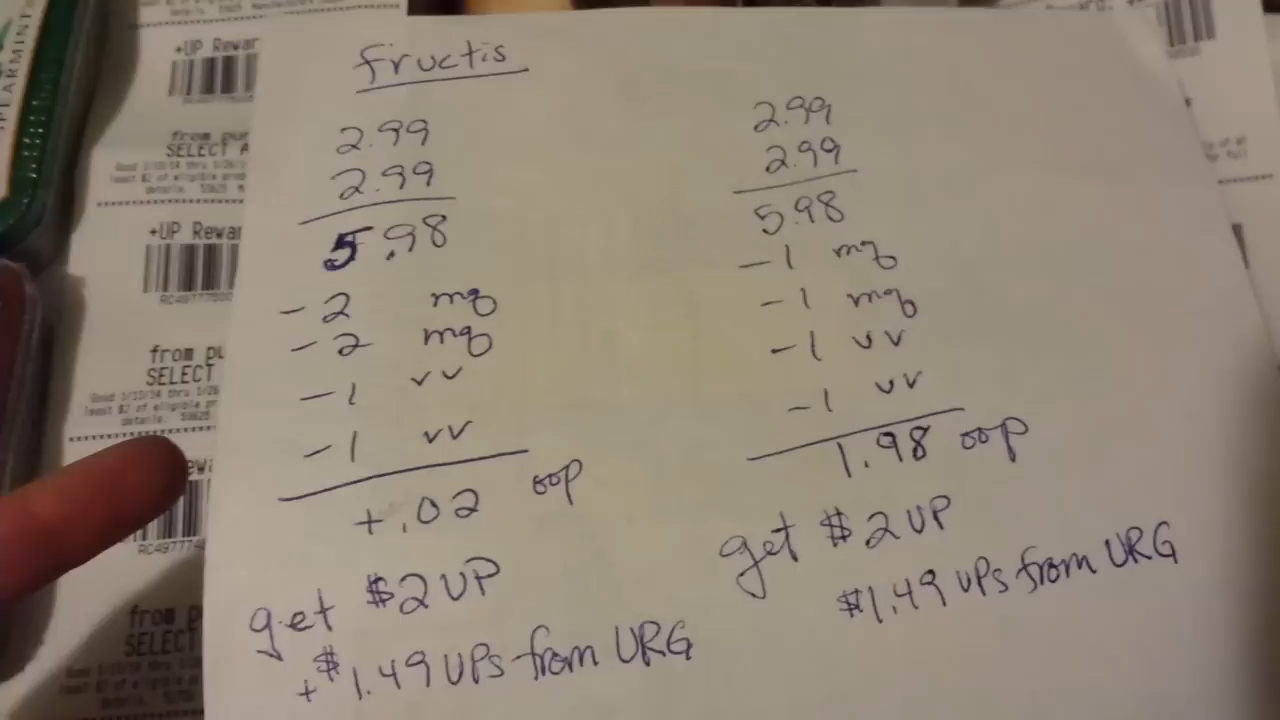 fructis
2.99
2.99
5.98
-2 mq
-2 mq
-1 vv
-1 vv
+.02 oop
get $2 UP
+ $1.49 UPs from URG
2.99
2.99
5.98
-1 mq
-1 mq
-1 vv
-1 vv
1.98 oop
get $2 UP
$1.49 UPs from URG
+UP Rewar
from pur
SELECT A
+UP Rewar
from pu
SELECT
from p
SELECT